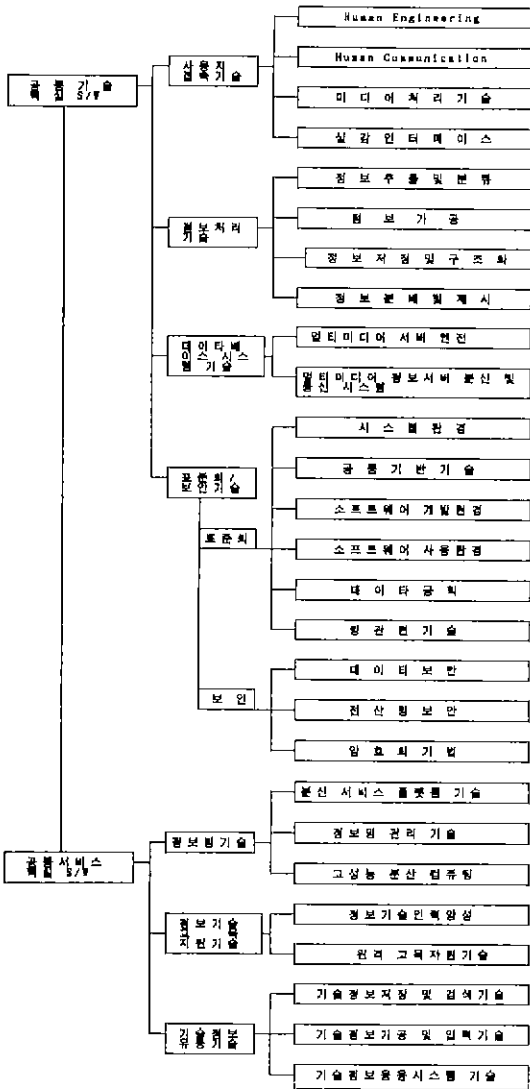 Human Engineering
사용자
접속기술
Human Communication
공통기술
핵심 S/W
미디어처리기술
실감인터페이스
정보추출및분류
정보처리
기술
정보가공
정보저장및구조화
정보분배및제시
멀티미디어 서버 엔진
데이타베
이스 시스
템 기술
멀티미디어 정보서버 분산 및
통신 시스템
시스템환경
공통기반기술
표준화/
보안기술
소프트웨어 개발환경
표준화
소프트웨어 사용환경
데이타공학
망관련기술
데이터보안
보안
전산망보안
암호화기법
분산 서비스 플랫폼 기술
정보망기술
정보망 관리 기술
공통서비스
핵심 S/W
고성능 분산 컴퓨팅
정보기술인력양성
정보기술
지원기술
원격 교육지원기술
기술정보저장 및 검색기술
기술정보
유통기술
기술정보가공 및 입력기술
기술정보응용시스템 기술